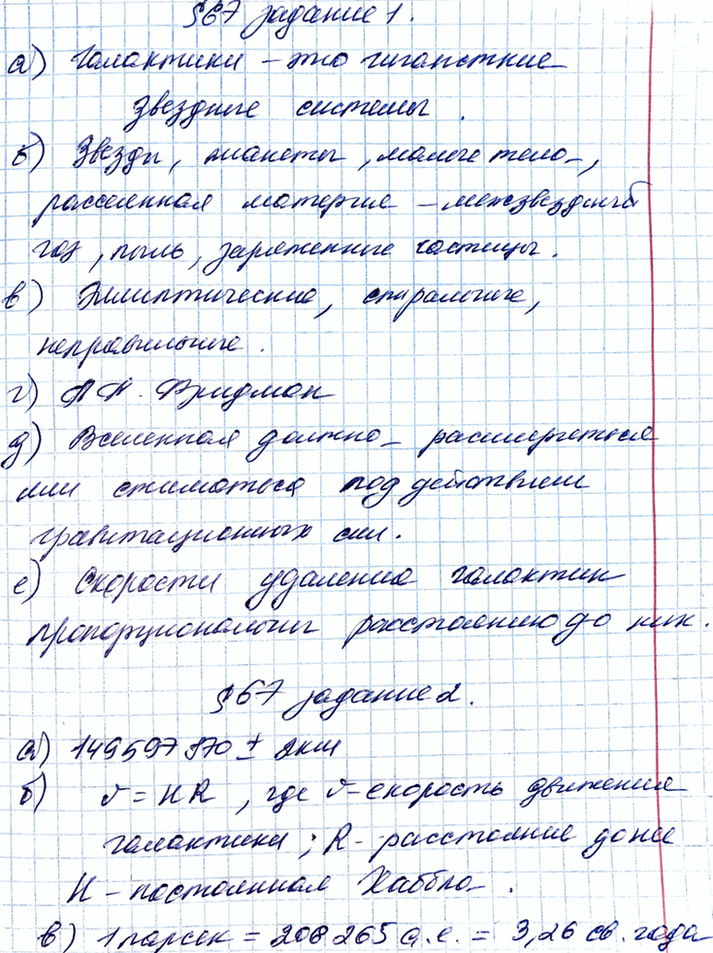 §67 задание 1.
а) Галактики – это гигантские
звездные системы.
б) Звезды, планеты, малые тела,
рассеянная материя – межзвездный
газ, пыль, заряженные частицы.
в) Эллиптические, спиральные,
неправильные.
г) А.А. Фридман
д) Вселенная должна расширяться
или сжиматься под действием
гравитационных сил.
е) Скорости удаления галактик
пропорциональны расстоянию до них.
§67 задание 2.
а) 149597870 ± 2км
б) v = HR, где v – скорость движения
галактики; R – расстояние до нее
H – постоянная Хаббла.
в) 1 парсек = 206 265 а.е. = 3,26 св. года